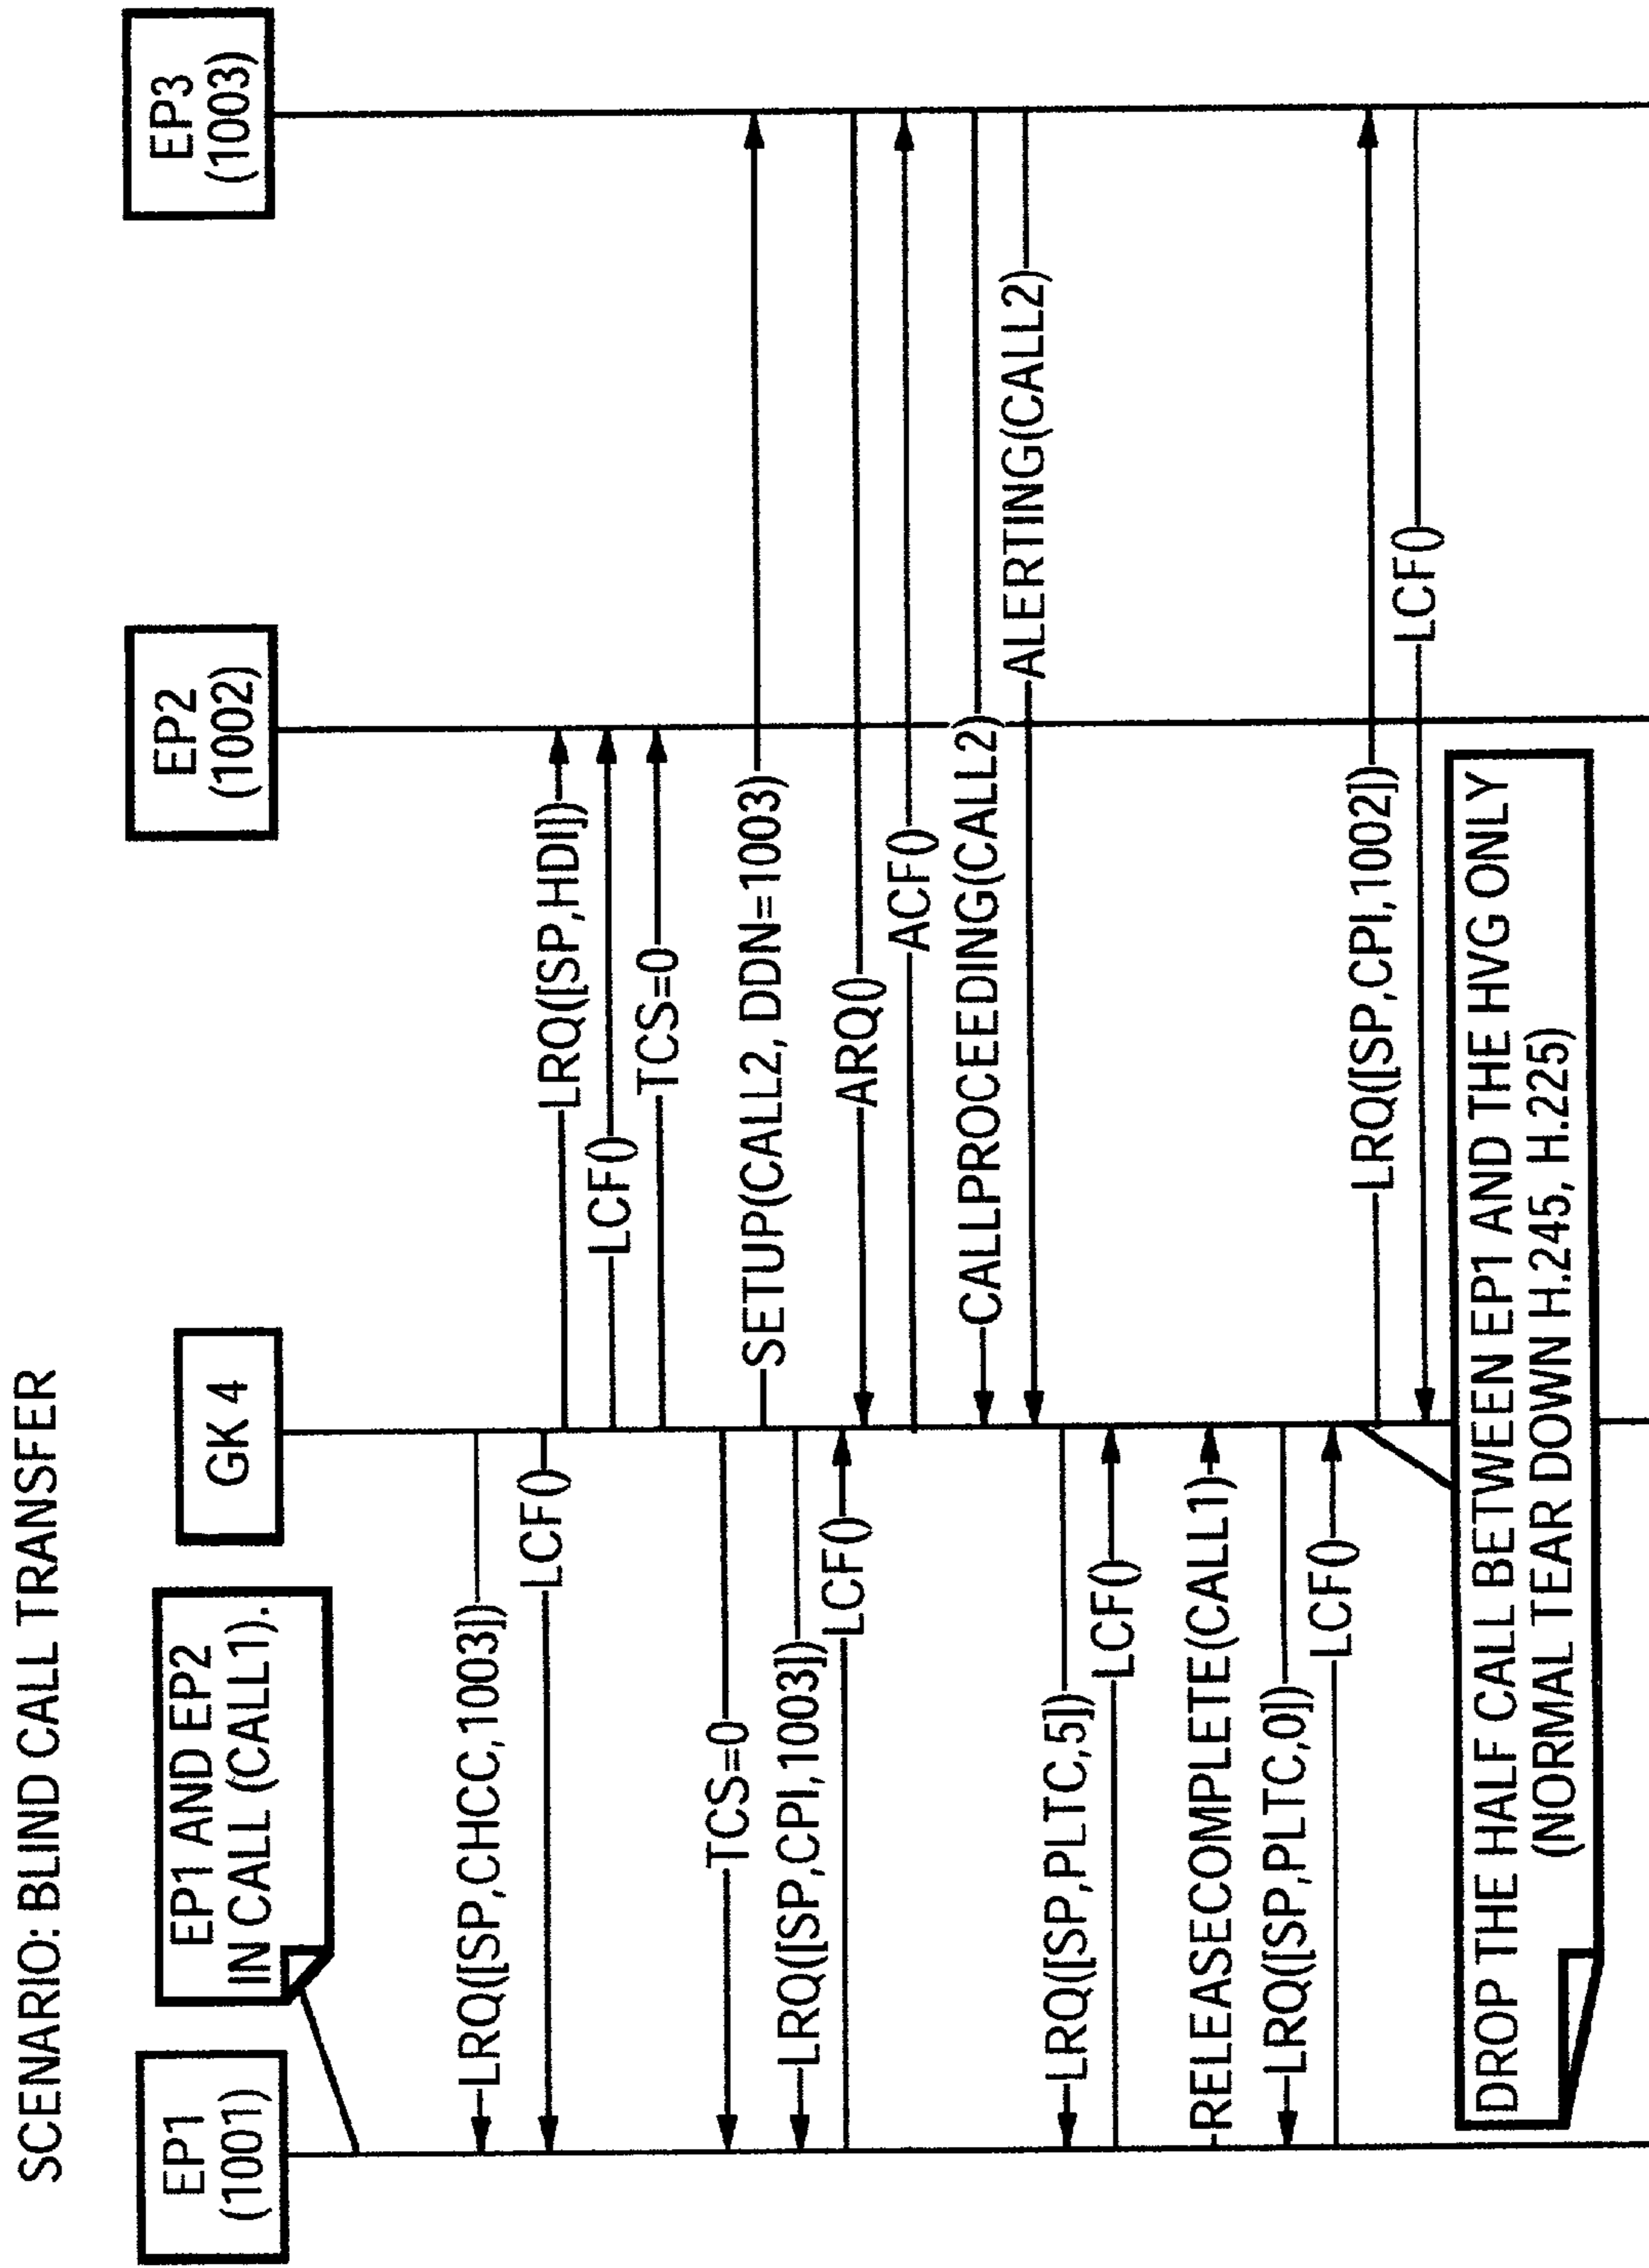 SCENARIO: BLIND CALL TRANSFER
EP1
(1001)
EP1 AND EP2
IN CALL (CALL1).
GK 4
EP2
(1002)
EP3
(1003)
LRQ([SP,CHCC,1003])
LCF()
LRQ([SP,HDI])
LCF()
TCS=0
TCS=0
SETUP(CALL2, DDN=1003)
LRQ([SP,CPI,1003])
LCF()
ARQ()
ACF()
CALLPROCEEDING(CALL2)
ALERTING(CALL2)
LRQ([SP,PLTC,5])
LCF()
RELEASECOMPLETE(CALL1)
LRQ([SP,PLTC,0])
LCF()
LRQ([SP,CPI,1002])
LCF()
DROP THE HALF CALL BETWEEN EP1 AND THE HVG ONLY
(NORMAL TEAR DOWN H.245, H.225)